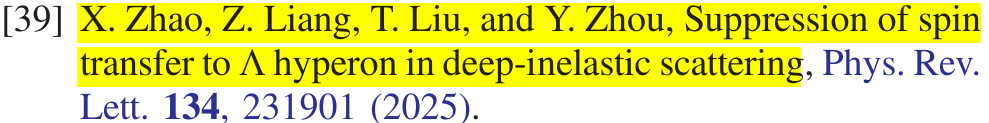 [39] X. Zhao, Z. Liang, T. Liu, and Y. Zhou, Suppression of spin
transfer to Λ hyperon in deep-inelastic scattering, Phys. Rev.
Lett. 134, 231901 (2025).